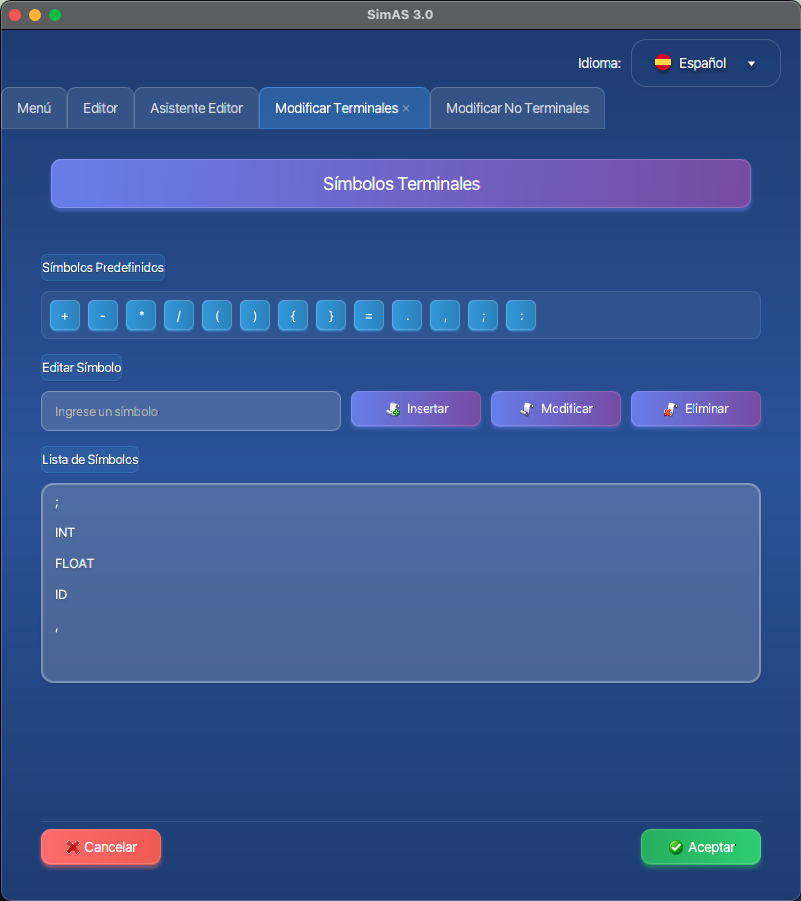 SimAS 3.0
Idioma: Español
Menú Editor Asistente Editor Modificar Terminales × Modificar No Terminales
Símbolos Terminales
Símbolos Predefinidos
+ - * / ( ) { } = . , ; :
Editar Símbolo
Ingrese un símbolo Insertar Modificar Eliminar
Lista de Símbolos
;
INT
FLOAT
ID
,
Cancelar Aceptar